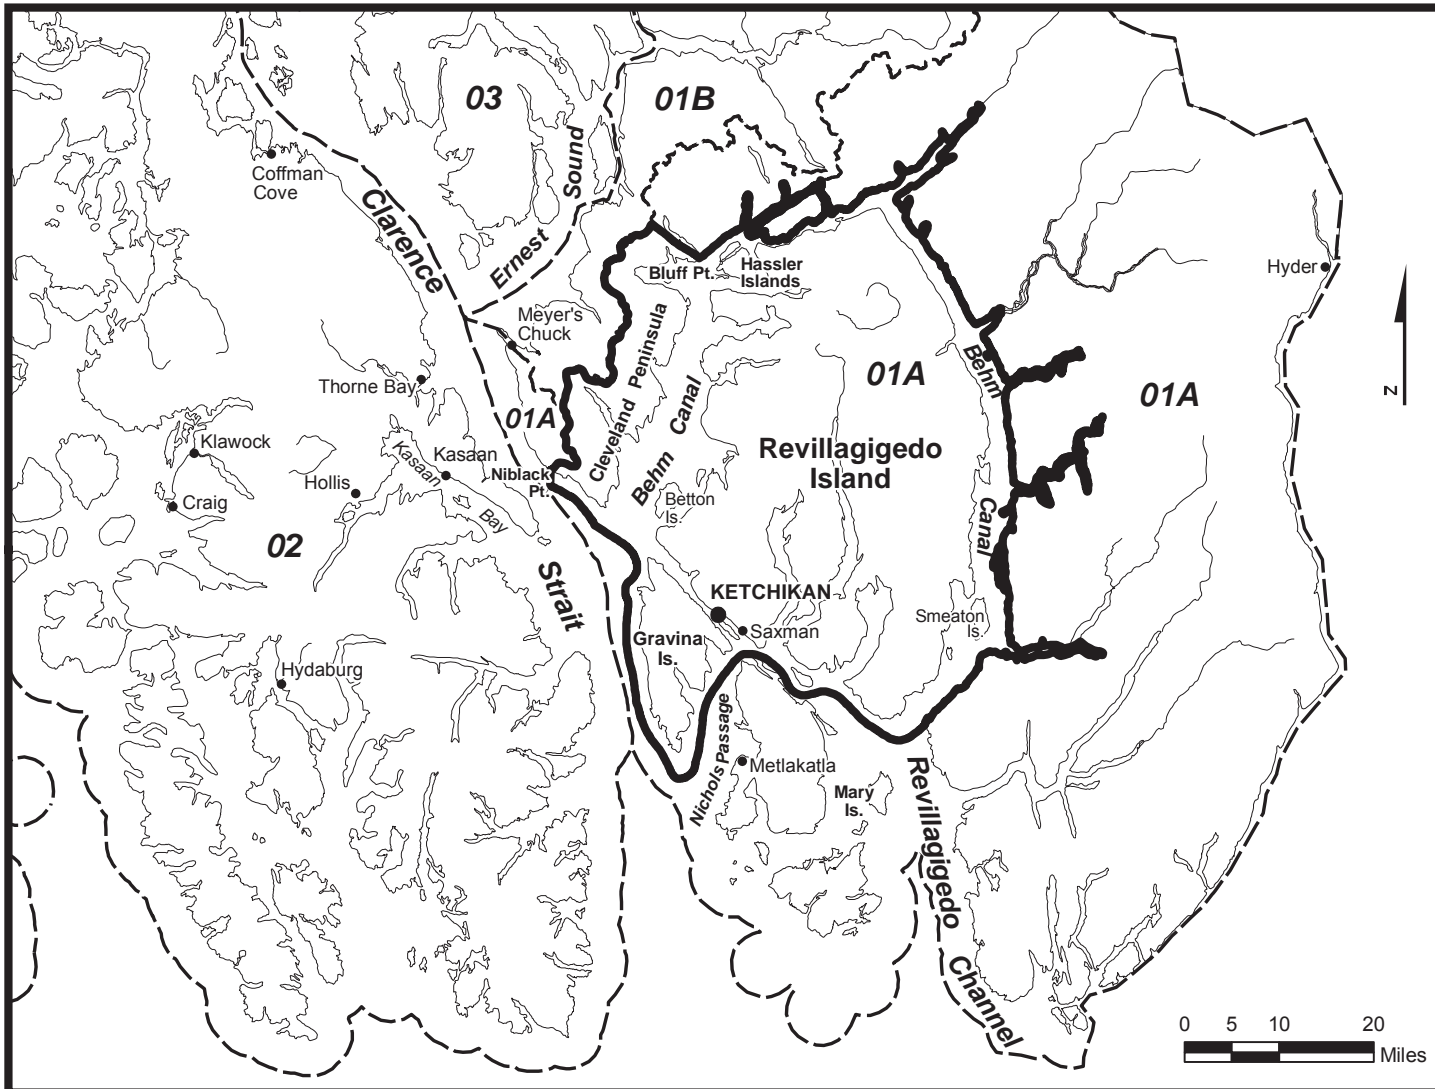 03
01B
Coffman
Cove
Clarence
Sound
Ernest
Bluff Pt.
Hassler
Islands
Hyder
Meyer's
Chuck
Thorne Bay
Cleveland Peninsula
Behm Canal
Behm
01A
01A
01A
N
Klawock
Kasaan
Kasaan
Bay
Hollis
Craig
Niblack
Pt.
Revillagigedo
Island
Betton
Is.
Canal
02
Strait
KETCHIKAN
Saxman
Smeaton
Is.
Gravina
Is.
Hydaburg
Nichols Passage
Metlakatla
Mary
Is.
Revillagigedo
Channel
0 5 10 20
Miles